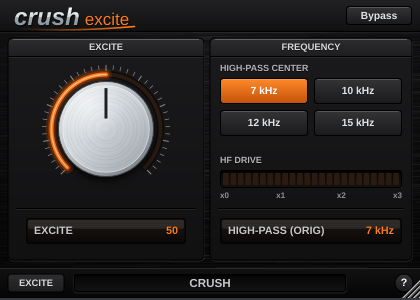 crush excite
Bypass
EXCITE
FREQUENCY
HIGH-PASS CENTER
7 kHz
10 kHz
12 kHz
15 kHz
HF DRIVE
x0 x1 x2 x3
EXCITE 50
HIGH-PASS (ORIG) 7 kHz
EXCITE
CRUSH
?